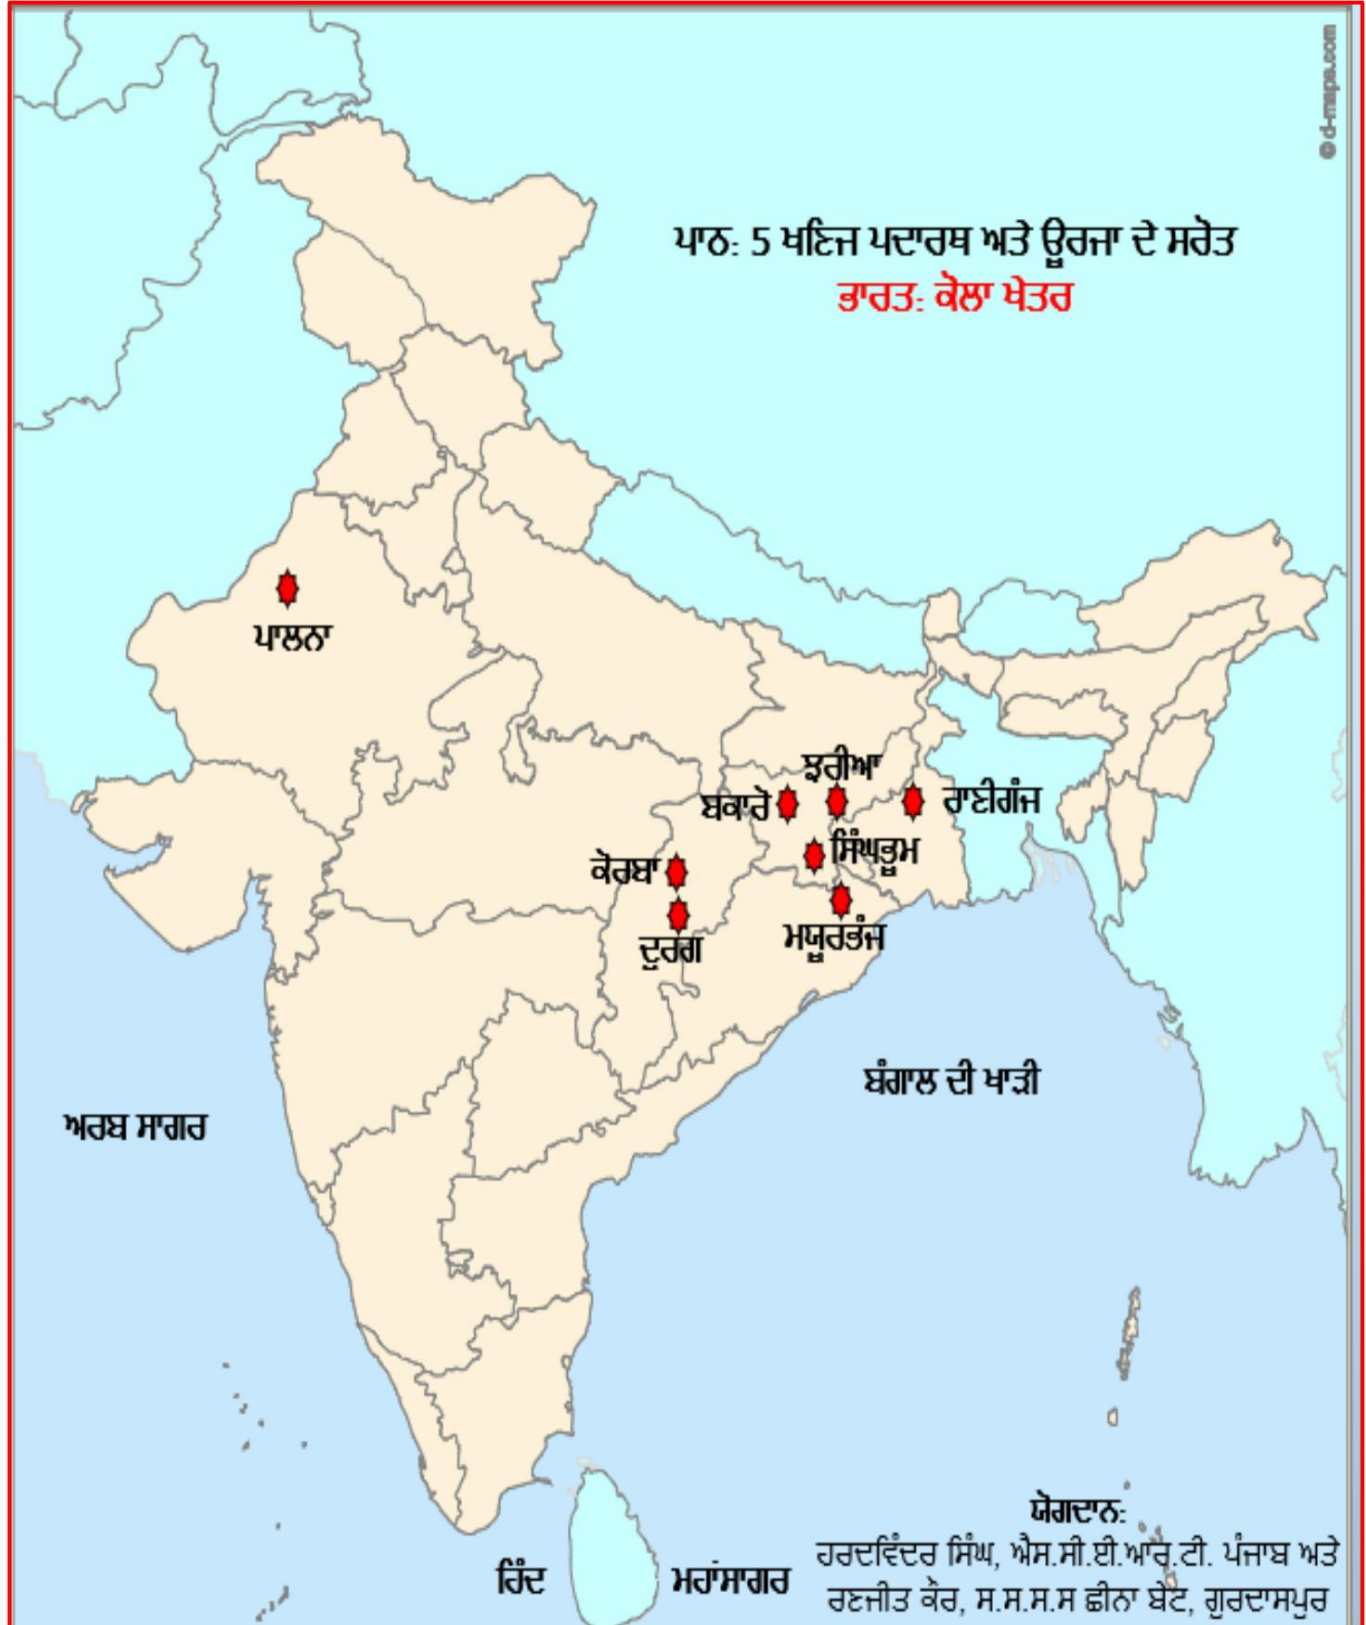 © d-maps.com
ਪਾਠ: 5 ਖਣਿਜ ਪਦਾਰਥ ਅਤੇ ਊਰਜਾ ਦੇ ਸਰੋਤ
ਭਾਰਤ: ਕੋਲਾ ਖੇਤਰ
ਪਾਲਨਾ
ਝਰੀਆ
ਬਕਾਰੋ
ਰਾਣੀਗੰਜ
ਸਿੰਘਭੂਮ
ਕੋਰਬਾ
ਮਯੂਰਭੰਜ
ਦੁਰਗ
ਬੰਗਾਲ ਦੀ ਖਾੜੀ
ਅਰਬ ਸਾਗਰ
ਯੋਗਦਾਨ:
ਹਰਦਵਿੰਦਰ ਸਿੰਘ, ਐਸ.ਸੀ.ਈ.ਆਰ.ਟੀ. ਪੰਜਾਬ ਅਤੇ
ਹਿੰਦ ਮਹਾਂਸਾਗਰ
ਰਣਜੀਤ ਕੌਰ, ਸ.ਸ.ਸ.ਸ ਛੀਨਾ ਬੇਟ, ਗੁਰਦਾਸਪੁਰ